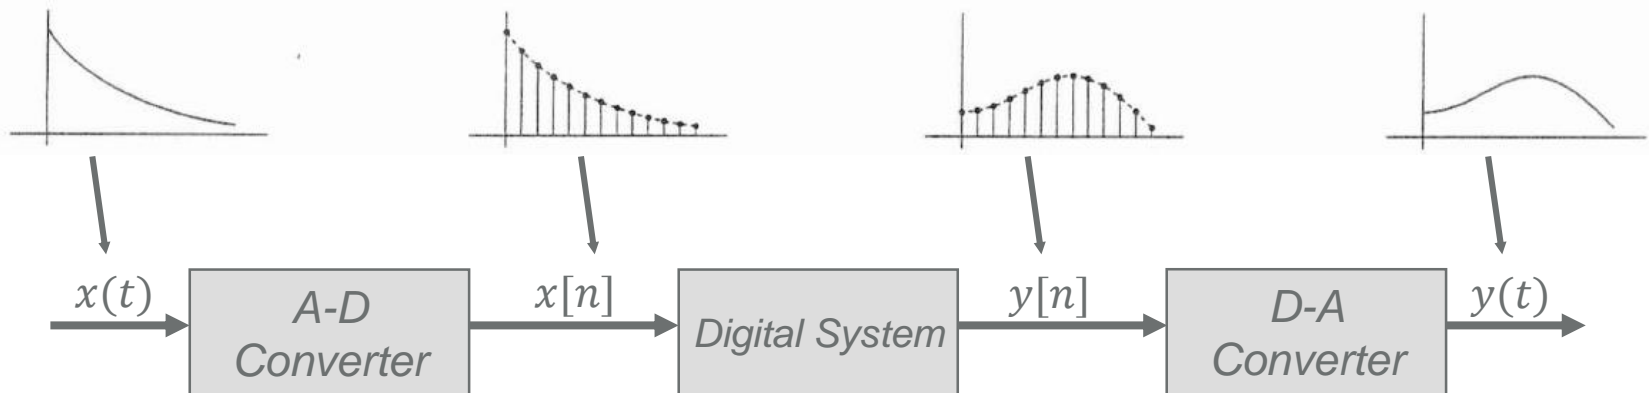 x(t)
A-D
Converter
x[n]
Digital System
y[n]
D-A
Converter
y(t)